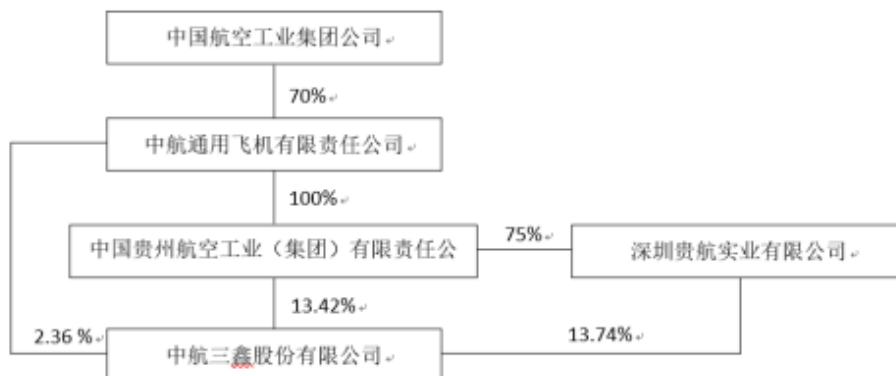 中国航空工业集团公司
70%
中航通用飞机有限责任公司
100%
中国贵州航空工业（集团）有限责任公
75%
深圳贵航实业有限公司
13.42%
2.36 %
13.74%
中航三鑫股份有限公司